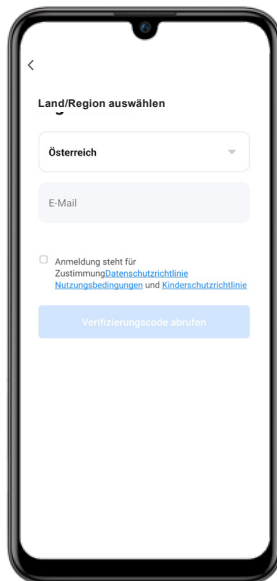 Land/Region auswählen
Österreich
E-Mail
Anmeldung steht für
ZustimmungDatenschutzrichtlinie
Nutzungsbedingungen und Kinderschutzrichtlinie
Verifizierungscode abrufen